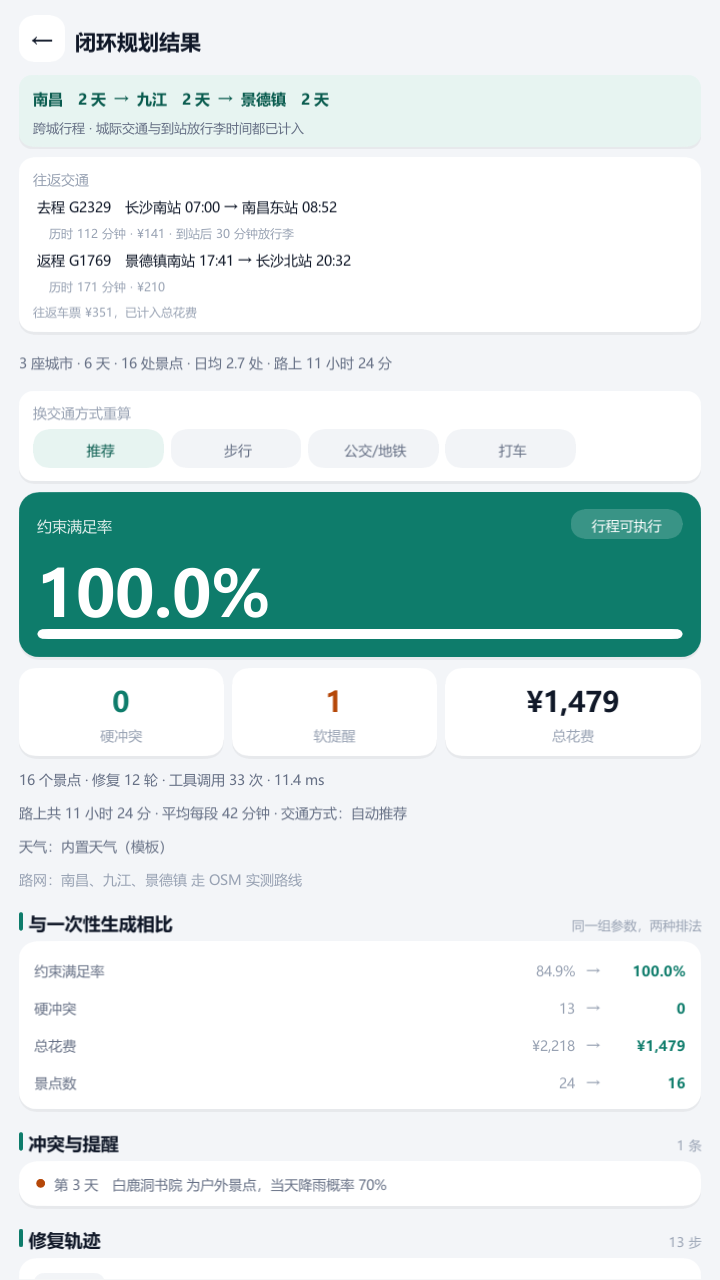 ← 闭环规划结果
南昌 2 天 → 九江 2 天 → 景德镇 2 天
跨城行程 · 城际交通与到站放行李时间都已计入
往返交通
去程 G2329 长沙南站 07:00 → 南昌东站 08:52
历时 112 分钟 · ¥141 · 到站后 30 分钟放行李
返程 G1769 景德镇南站 17:41 → 长沙北站 20:32
历时 171 分钟 · ¥210
往返车票 ¥351，已计入总花费
3 座城市 · 6 天 · 16 处景点 · 日均 2.7 处 · 路上 11 小时 24 分
换交通方式重算
推荐 步行 公交/地铁 打车
约束满足率 行程可执行
100.0%
0 1 ¥1,479
硬冲突 软提醒 总花费
16 个景点 · 修复 12 轮 · 工具调用 33 次 · 11.4 ms
路上共 11 小时 24 分 · 平均每段 42 分钟 · 交通方式：自动推荐
天气：内置天气（模板）
路网：南昌、九江、景德镇 走 OSM 实测路线
与一次性生成相比 同一组参数，两种排法
约束满足率 84.9% → 100.0%
硬冲突 13 → 0
总花费 ¥2,218 → ¥1,479
景点数 24 → 16
冲突与提醒 1 条
第 3 天 白鹿洞书院 为户外景点，当天降雨概率 70%
修复轨迹 13 步